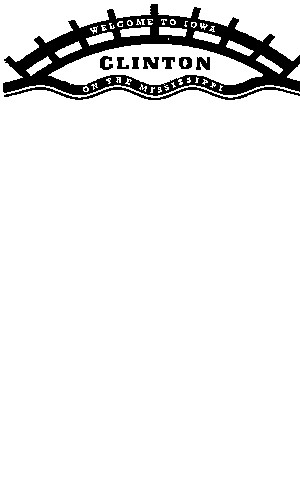 WELCOME TO IOWA
CLINTON
ON THE MISSISSIPPI